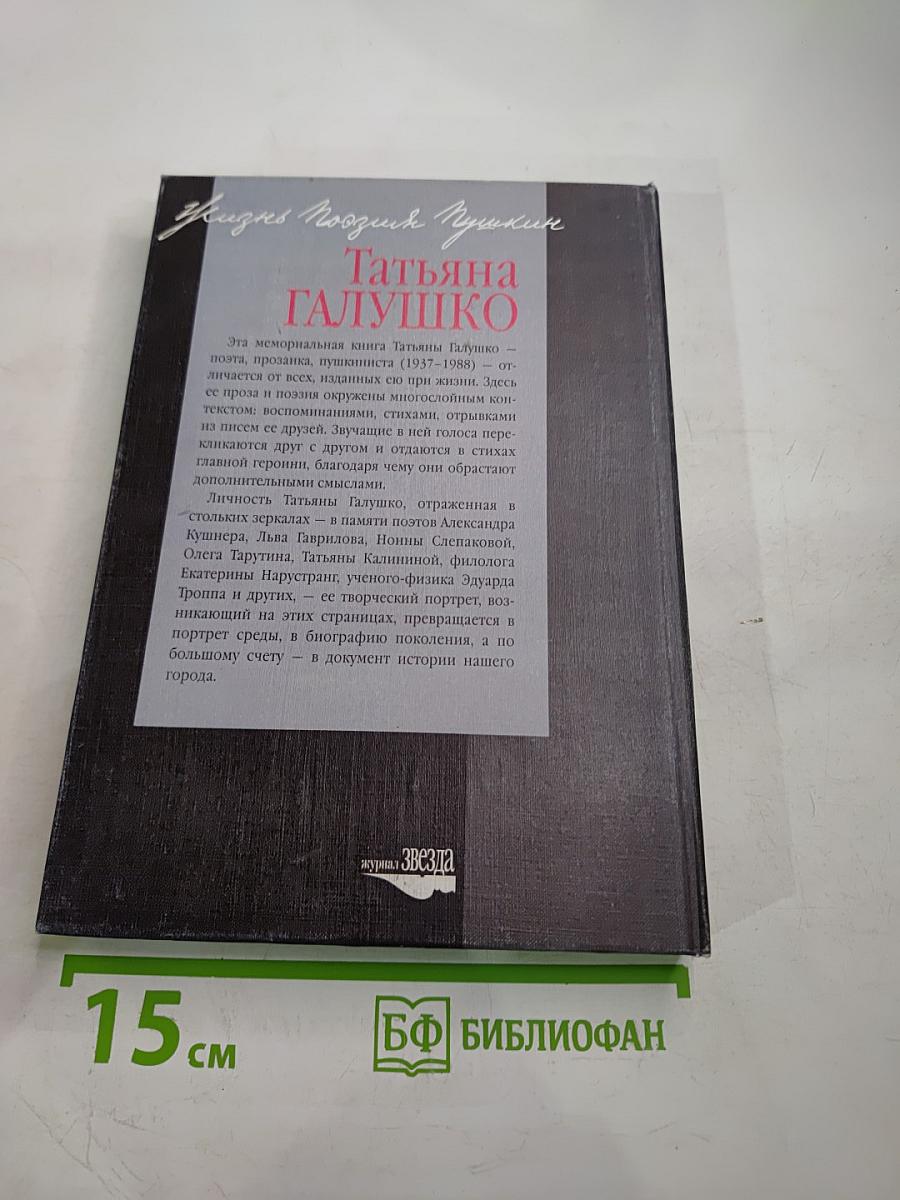 Жизнь Поэзия Пушкин
Татьяна
ГАЛУШКО
Эта мемориальная книга Татьяны Галушко —
поэта, прозаика, пушкиниста (1937–1988) — от-
личается от всех, изданных ею при жизни. Здесь
ее проза и поэзия окружены многослойным кон-
текстом: воспоминаниями, стихами, отрывками
из писем ее друзей. Звучащие в ней голоса пере-
кликаются друг с другом и отдаются в стихах
главной героини, благодаря чему они обрастают
дополнительными смыслами.
Личность Татьяны Галушко, отраженная в
стольких зеркалах — в памяти поэтов Александра
Кушнера, Льва Гаврилова, Нонны Слепаковой,
Олега Тарутина, Татьяны Калининой, филолога
Екатерины Нарустранг, ученого-физика Эдуарда
Троппа и других, — ее творческий портрет, воз-
никающий на этих страницах, превращается в
портрет среды, в биографию поколения, а по
большому счету — в документ истории нашего
города.
журнал ЗВЕЗДА
15 см
БФ БИБЛИОФАН